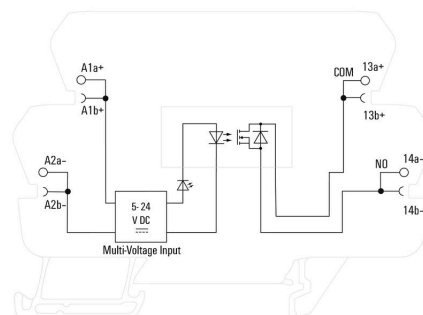 A1a+
A1b+
A2a–
A2b–
5- 24
V DC
Multi-Voltage Input
COM
13a+
13b+
NO
14a–
14b–